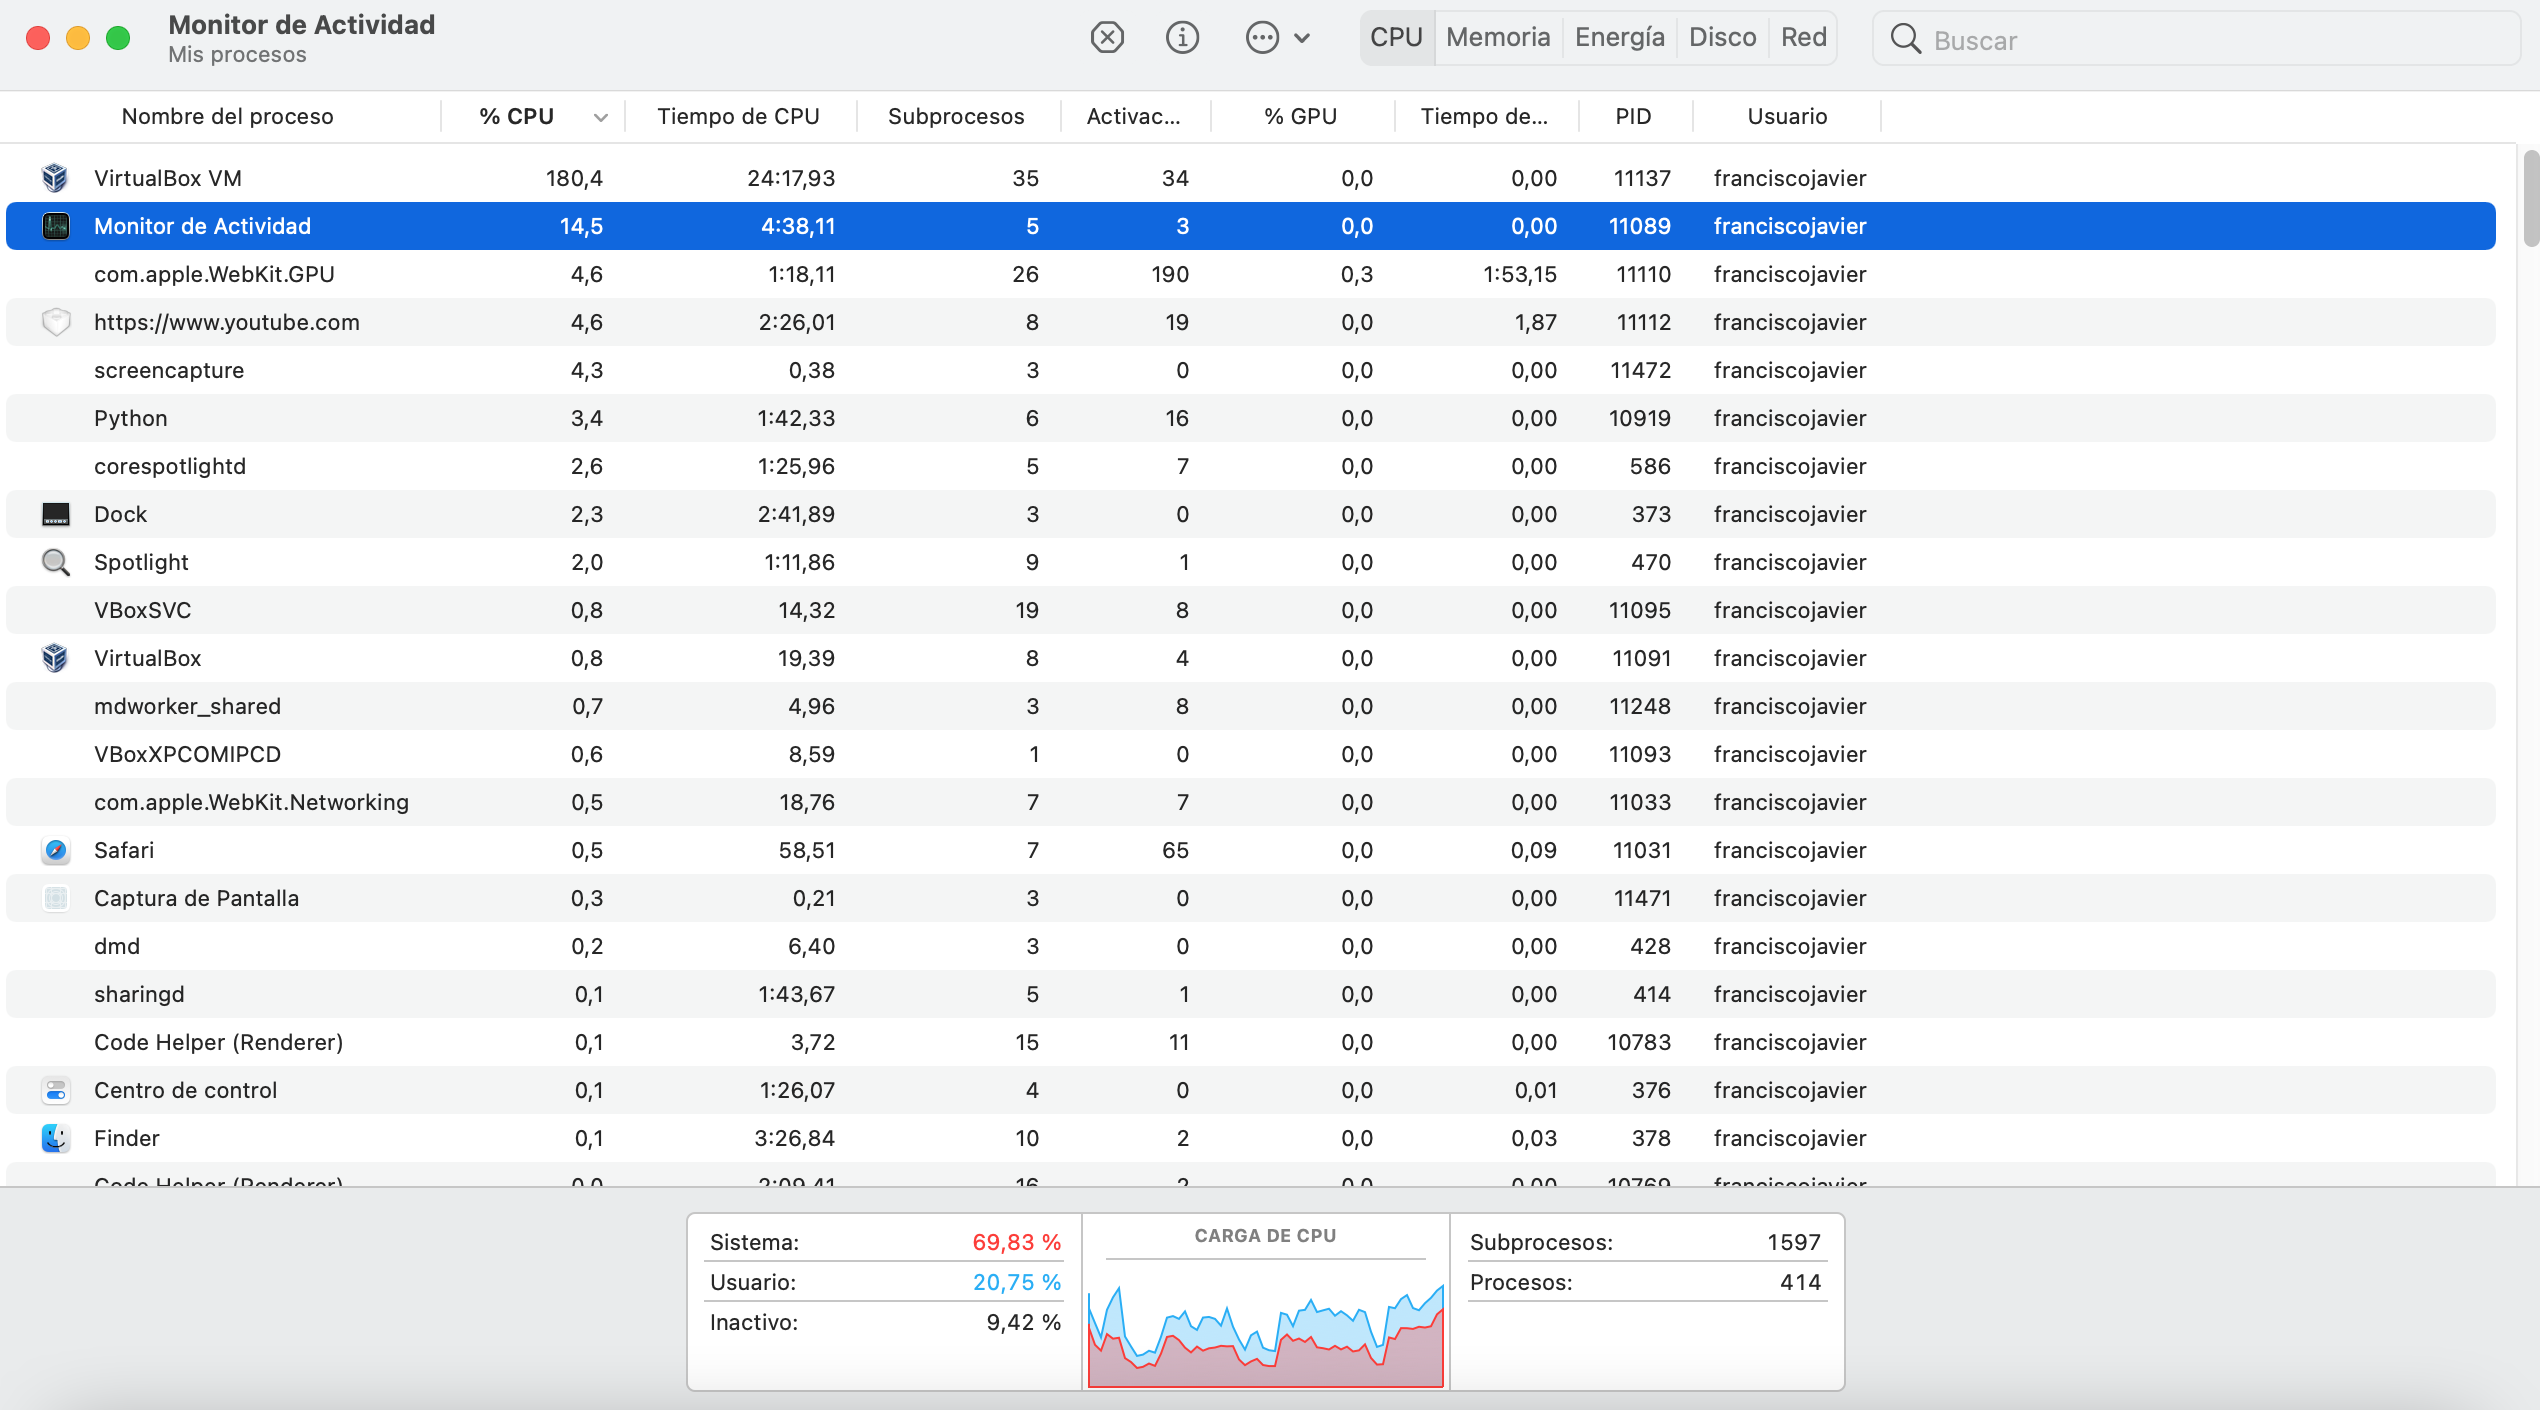 Monitor de Actividad
Mis procesos
CPU Memoria Energía Disco Red
Buscar
Nombre del proceso % CPU Tiempo de CPU Subprocesos Activac... % GPU Tiempo de... PID Usuario
VirtualBox VM 180,4 24:17,93 35 34 0,0 0,00 11137 franciscojavier
Monitor de Actividad 14,5 4:38,11 5 3 0,0 0,00 11089 franciscojavier
com.apple.WebKit.GPU 4,6 1:18,11 26 190 0,3 1:53,15 11110 franciscojavier
https://www.youtube.com 4,6 2:26,01 8 19 0,0 1,87 11112 franciscojavier
screencapture 4,3 0,38 3 0 0,0 0,00 11472 franciscojavier
Python 3,4 1:42,33 6 16 0,0 0,00 10919 franciscojavier
corespotlightd 2,6 1:25,96 5 7 0,0 0,00 586 franciscojavier
Dock 2,3 2:41,89 3 0 0,0 0,00 373 franciscojavier
Spotlight 2,0 1:11,86 9 1 0,0 0,00 470 franciscojavier
VBoxSVC 0,8 14,32 19 8 0,0 0,00 11095 franciscojavier
VirtualBox 0,8 19,39 8 4 0,0 0,00 11091 franciscojavier
mdworker_shared 0,7 4,96 3 8 0,0 0,00 11248 franciscojavier
VBoxXPCOMIPCD 0,6 8,59 1 0 0,0 0,00 11093 franciscojavier
com.apple.WebKit.Networking 0,5 18,76 7 7 0,0 0,00 11033 franciscojavier
Safari 0,5 58,51 7 65 0,0 0,09 11031 franciscojavier
Captura de Pantalla 0,3 0,21 3 0 0,0 0,00 11471 franciscojavier
dmd 0,2 6,40 3 0 0,0 0,00 428 franciscojavier
sharingd 0,1 1:43,67 5 1 0,0 0,00 414 franciscojavier
Code Helper (Renderer) 0,1 3,72 15 11 0,0 0,00 10783 franciscojavier
Centro de control 0,1 1:26,07 4 0 0,0 0,01 376 franciscojavier
Finder 0,1 3:26,84 10 2 0,0 0,03 378 franciscojavier
Code Helper (Renderer) 0,0 2:09,41 16 2 0,0 0,00 10769 franciscojavier
Sistema: 69,83 %
Usuario: 20,75 %
Inactivo: 9,42 %
CARGA DE CPU
Subprocesos: 1597
Procesos: 414